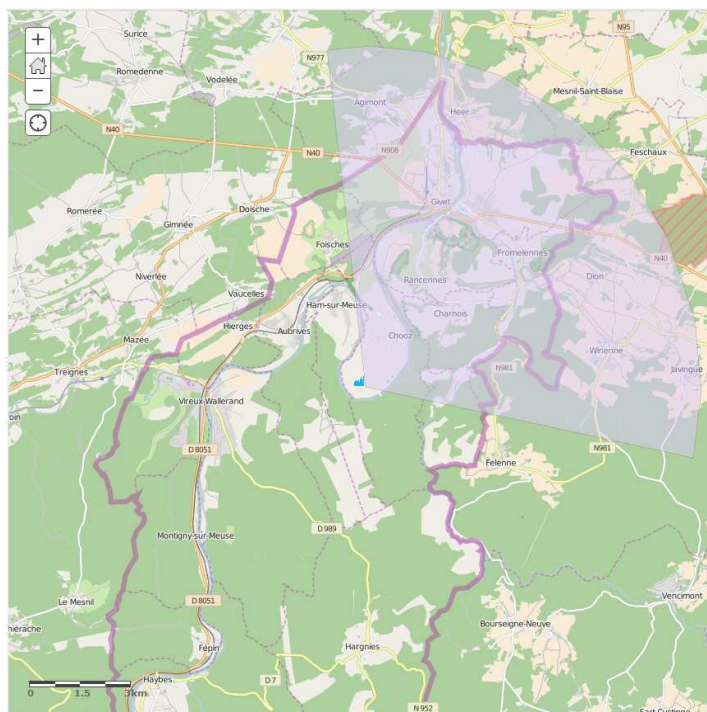 N95
Surice
+
N977
Romedenne
Vodelée
Mesnil-Saint-Blaise
−
Agimont
Heer
N40
N40
N908
Feschaux
Romerée
Doische
Givet
Gimnée
Foisches
Fromelennes
N40
Niverlée
Rancennes
Dion
Vaucelles
Ham-sur-Meuse
Charnois
Hierges
Aubrives
Chooz
Mazée
Winenne
Treignes
N981
Javingue
Vireux-Wallerand
D 8051
N981
Felenne
D 989
Montigny-sur-Meuse
Le Mesnil
D 8051
Vencimont
Bourseigne-Neuve
Fépin
Hargnies
Haybes
D 7
0 1.5 3km
N 952